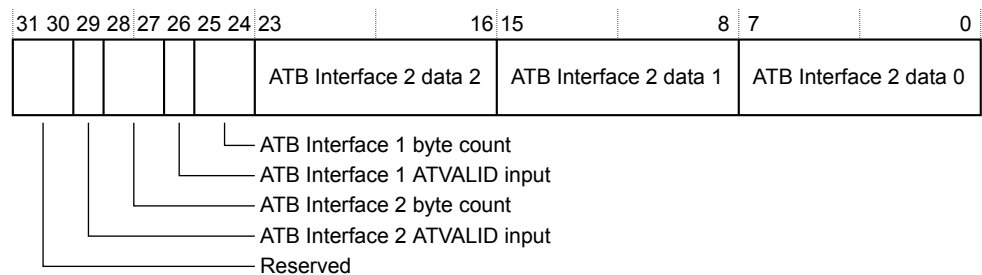 31 30 29 28 27 26 25 24 23 16 15 8 7 0
ATB Interface 2 data 2 ATB Interface 2 data 1 ATB Interface 2 data 0
ATB Interface 1 byte count
ATB Interface 1 ATVALID input
ATB Interface 2 byte count
ATB Interface 2 ATVALID input
Reserved